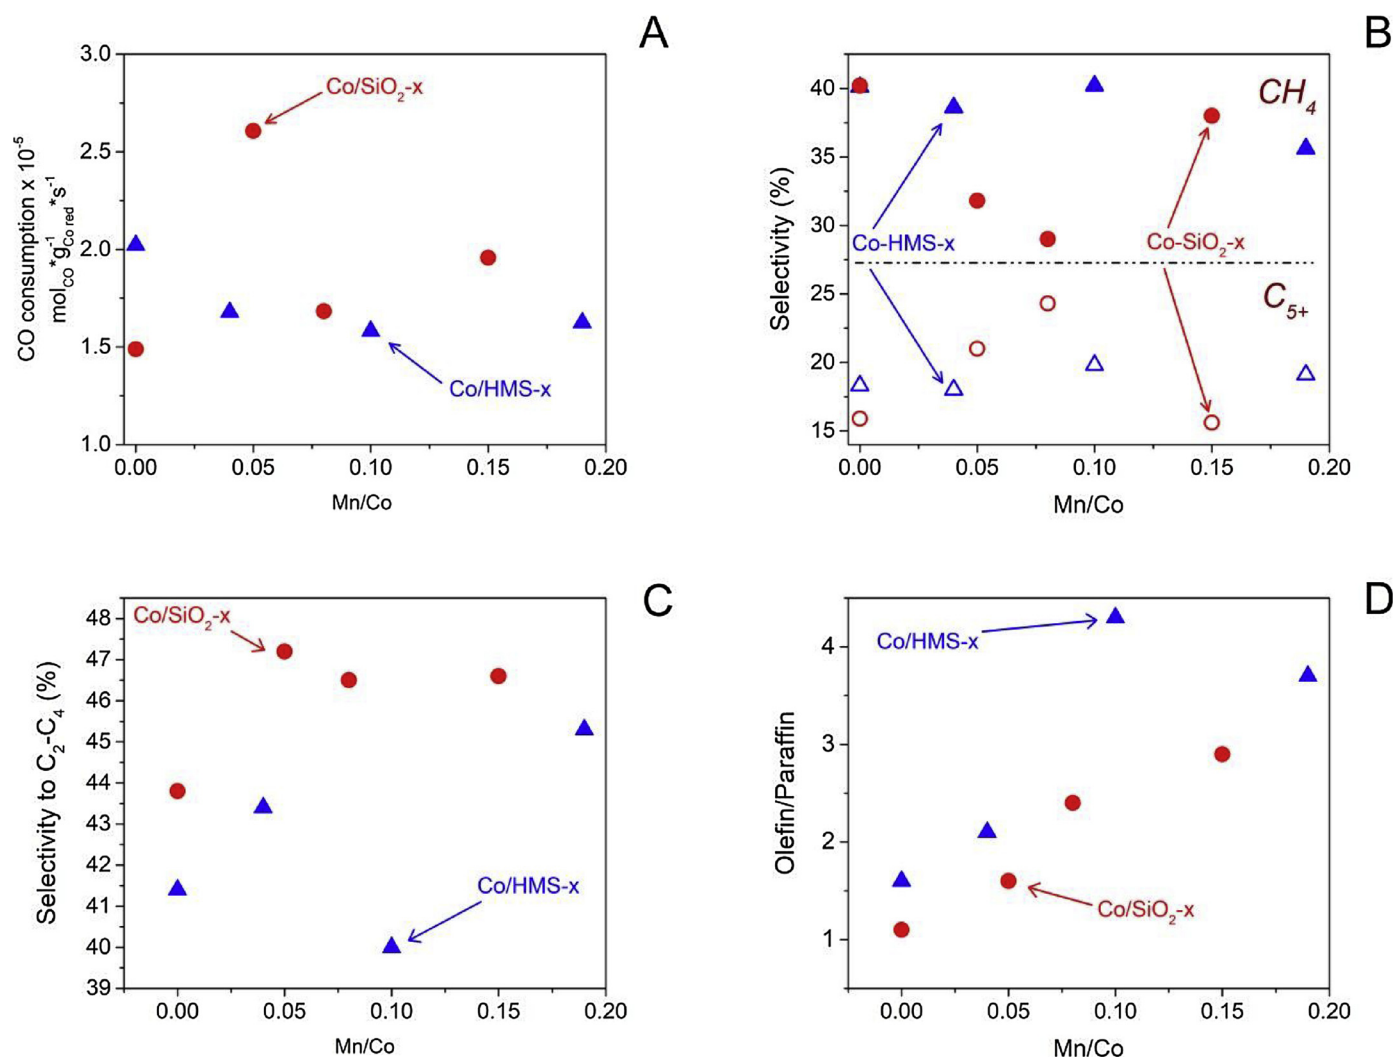 A
3.0
2.5
2.0
1.5
1.0
CO consumption x 10⁻⁵
mol_CO*g⁻¹_Co red*s⁻¹
Co/SiO₂-x
Co/HMS-x
0.00 0.05 0.10 0.15 0.20
Mn/Co
B
40
35
30
25
20
15
Selectivity (%)
CH₄
Co-HMS-x
Co-SiO₂-x
C₅₊
0.00 0.05 0.10 0.15 0.20
Mn/Co
C
48
47
46
45
44
43
42
41
40
39
Selectivity to C₂-C₄ (%)
Co/SiO₂-x
Co/HMS-x
0.00 0.05 0.10 0.15 0.20
Mn/Co
D
4
3
2
1
Olefin/Paraffin
Co/HMS-x
Co/SiO₂-x
0.00 0.05 0.10 0.15 0.20
Mn/Co